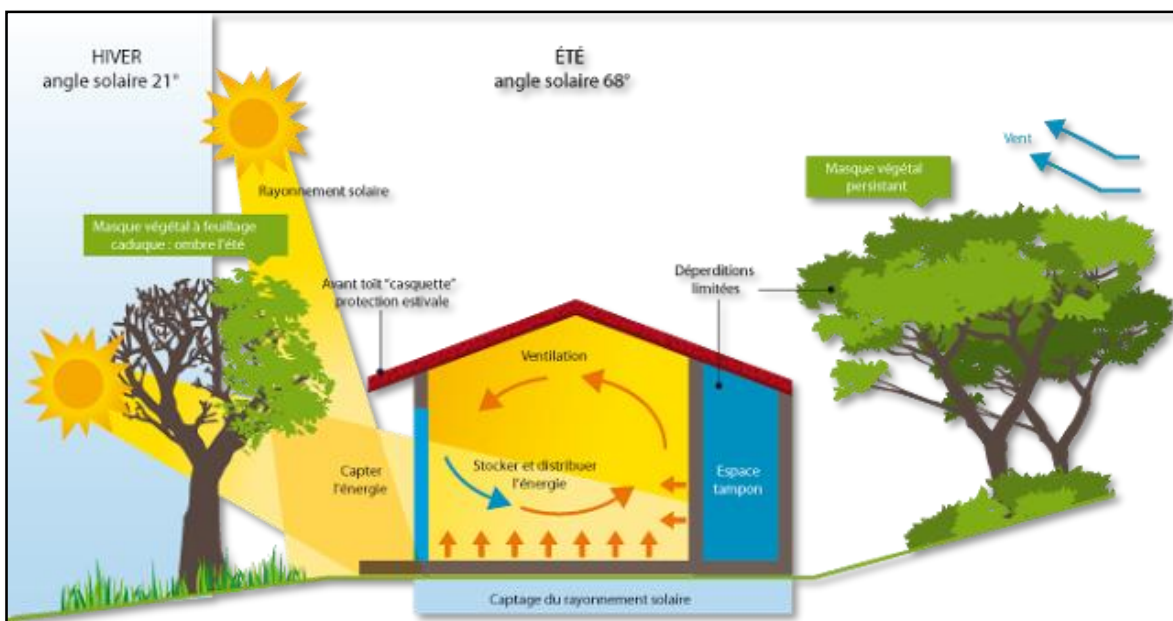 HIVER
angle solaire 21°
ÉTÉ
angle solaire 68°
Vent
Masque végétal
persistant
Rayonnement solaire
Masque végétal à feuillage
caduque : ombre l'été
Avant toît "casquette"
protection estivale
Déperditions
limitées
Ventilation
Capter
l'énergie
Stocker et distribuer
l'énergie
Espace
tampon
Captage du rayonnement solaire